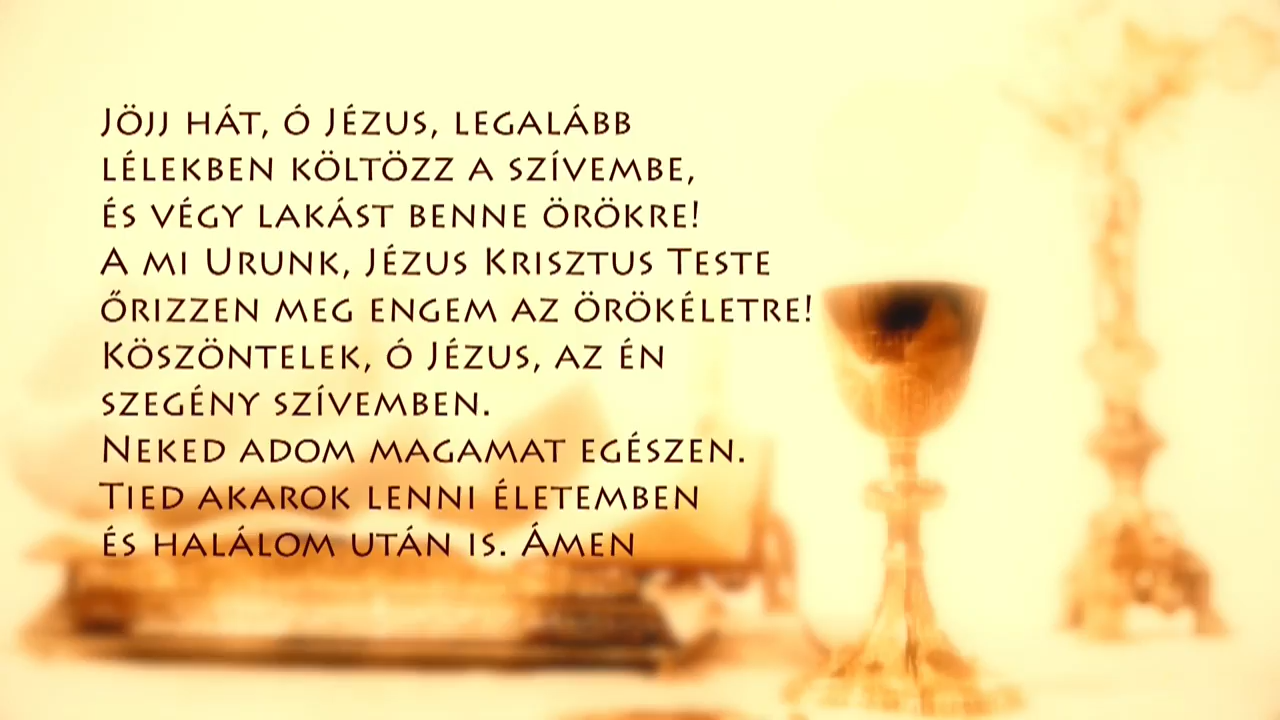 Jöjj hát, ó Jézus, legalább
lélekben költözz a szívembe,
és végy lakást benne örökre!
A mi Urunk, Jézus Krisztus Teste
őrizzen meg engem az örökéletre!
Köszöntelek, ó Jézus, az én
szegény szívemben.
Neked adom magamat egészen.
Tied akarok lenni életemben
és halálom után is. Ámen